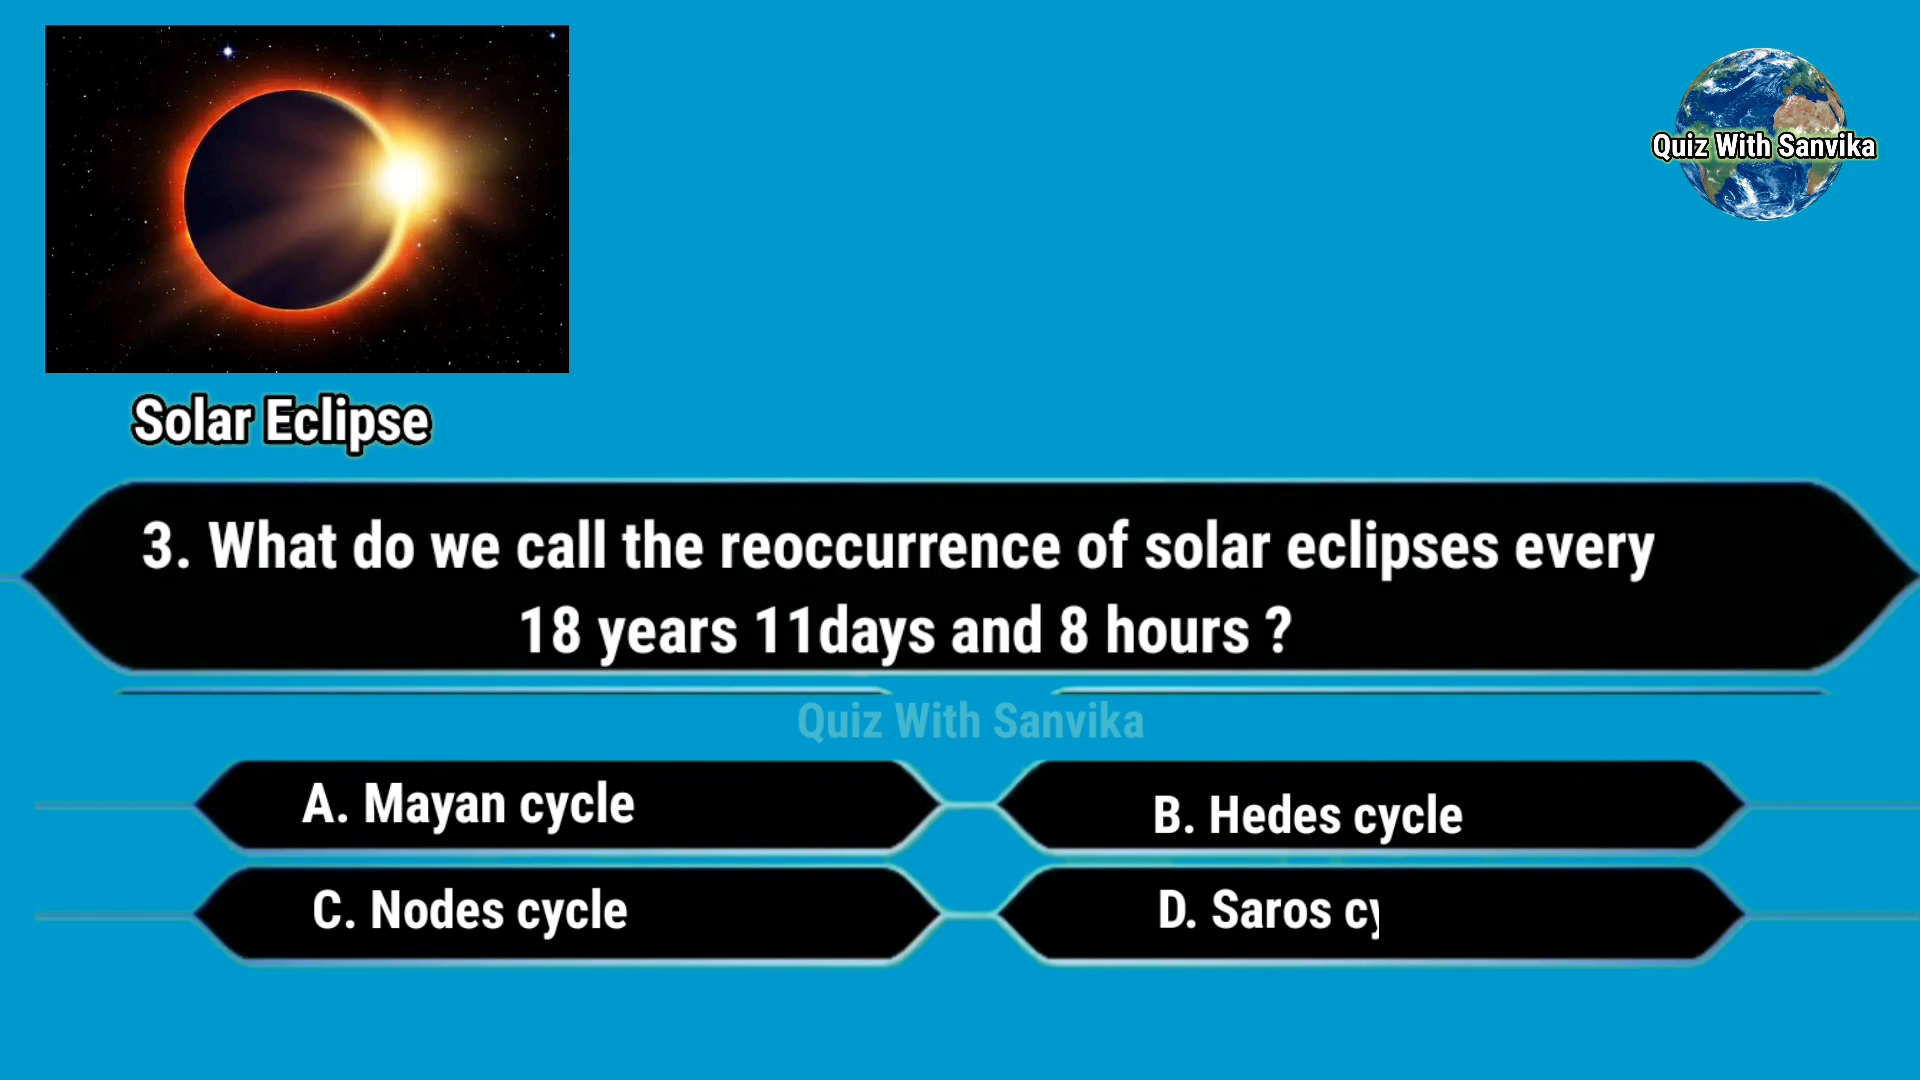 Quiz With Sanvika
Solar Eclipse
3. What do we call the reoccurrence of solar eclipses every
18 years 11days and 8 hours ?
Quiz With Sanvika
A. Mayan cycle
B. Hedes cycle
C. Nodes cycle
D. Saros cy